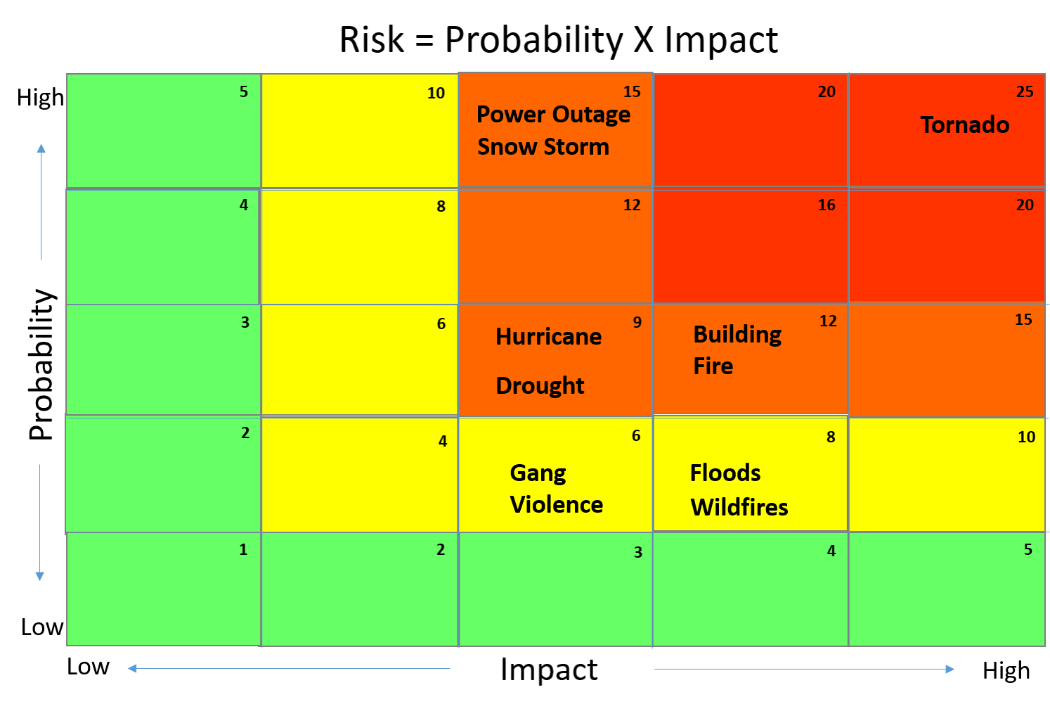 Risk = Probability X Impact
High
5
10
15
20
25
Power Outage
Snow Storm
Tornado
4
8
12
16
20
Probability
3
6
9
12
15
Hurricane
Drought
Building
Fire
2
4
6
8
10
Gang
Violence
Floods
Wildfires
1
2
3
4
5
Low
Low
Impact
High